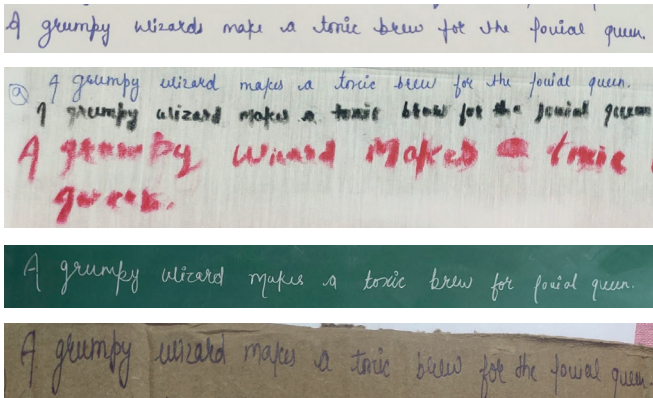 A grumpy wizards make a tonic brew for the jovial queen.
a A grumpy wizard makes a toxic brew for the jovial queen.
A grumpy wizard makes a tonic brew for the jovial queen
A grumpy Wizard Makes a toxic
queen.
A grumpy wizard makes a toxic brew for jovial queen.
A grumpy wizard makes a toxic brew for the jovial queen.